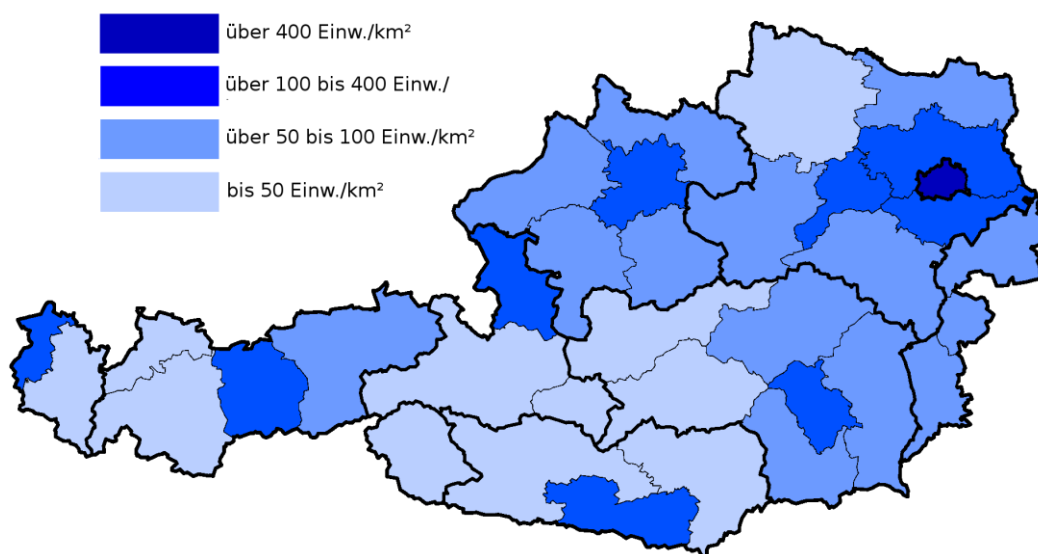 über 400 Einw./km²
über 100 bis 400 Einw./
über 50 bis 100 Einw./km²
bis 50 Einw./km²